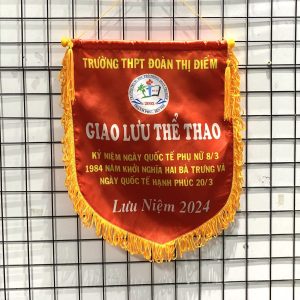 TRƯỜNG THPT ĐOÀN THỊ ĐIỂM
GIAO LƯU THỂ THAO
KỶ NIỆM NGÀY QUỐC TẾ PHỤ NỮ 8/3
1984 NĂM KHỞI NGHĨA HAI BÀ TRƯNG VÀ
NGÀY QUỐC TẾ HẠNH PHÚC 20/3
Lưu Niệm 2024